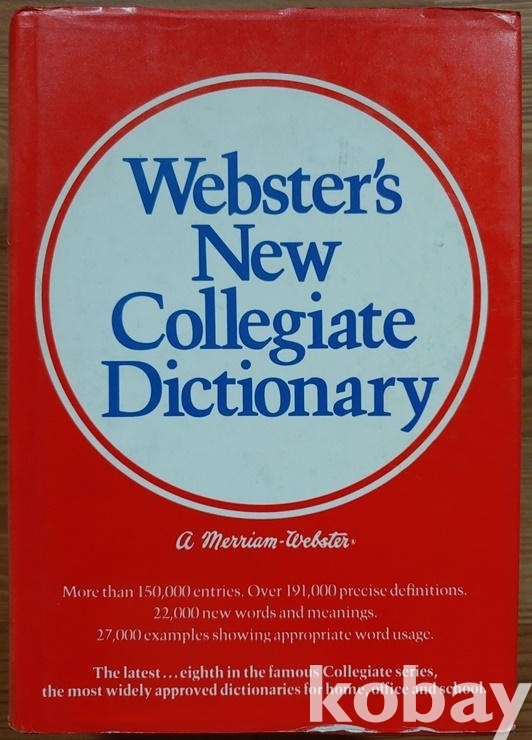 Webster's
New
Collegiate
Dictionary
A Merriam-Webster®
More than 150,000 entries. Over 191,000 precise definitions.
22,000 new words and meanings.
27,000 examples showing appropriate word usage.
The latest...eighth in the famous Collegiate series,
the most widely approved dictionaries for home, office and school.
kobay